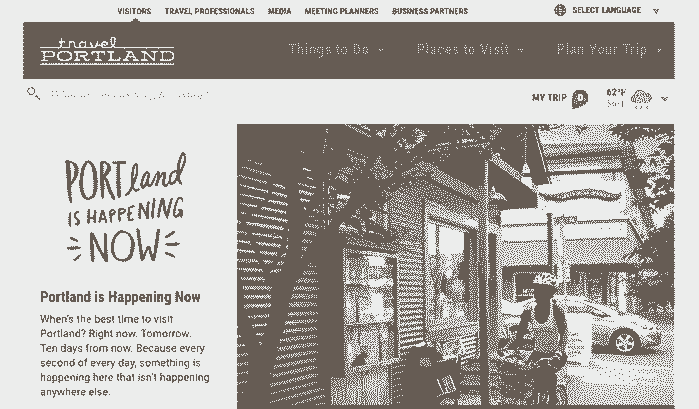 VISITORS TRAVEL PROFESSIONALS MEDIA MEETING PLANNERS BUSINESS PARTNERS SELECT LANGUAGE
travel
PORTLAND
Things to Do Places to Visit Plan Your Trip
MY TRIP 0 62°F
PORTland
IS HAPPENING
NOW
Portland is Happening Now
When's the best time to visit
Portland? Right now. Tomorrow.
Ten days from now. Because every
second of every day, something is
happening here that isn't happening
anywhere else.